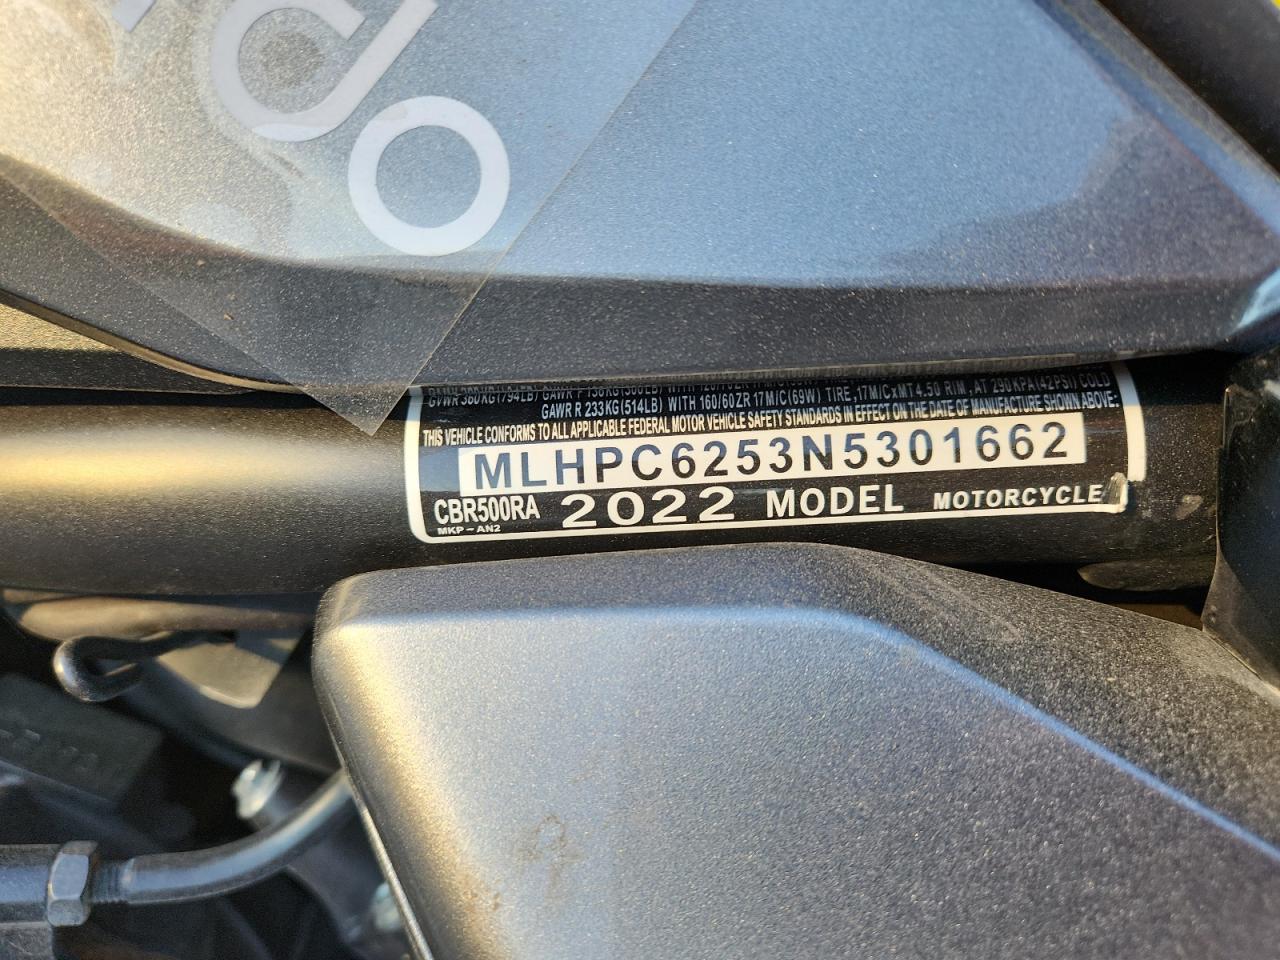 GVWR 360KG(794LB)
GAWR R 233KG(514LB) WITH 160/60ZR 17M/C(69W) TIRE,17M/CxMT4.50 RIM, AT 290KPA(42PSI) COLD
THIS VEHICLE CONFORMS TO ALL APPLICABLE FEDERAL MOTOR VEHICLE SAFETY STANDARDS IN EFFECT ON THE DATE OF MANUFACTURE SHOWN ABOVE:
MLHPC6253N5301662
CBR500RA 2022 MODEL MOTORCYCLE
MKP-AN2